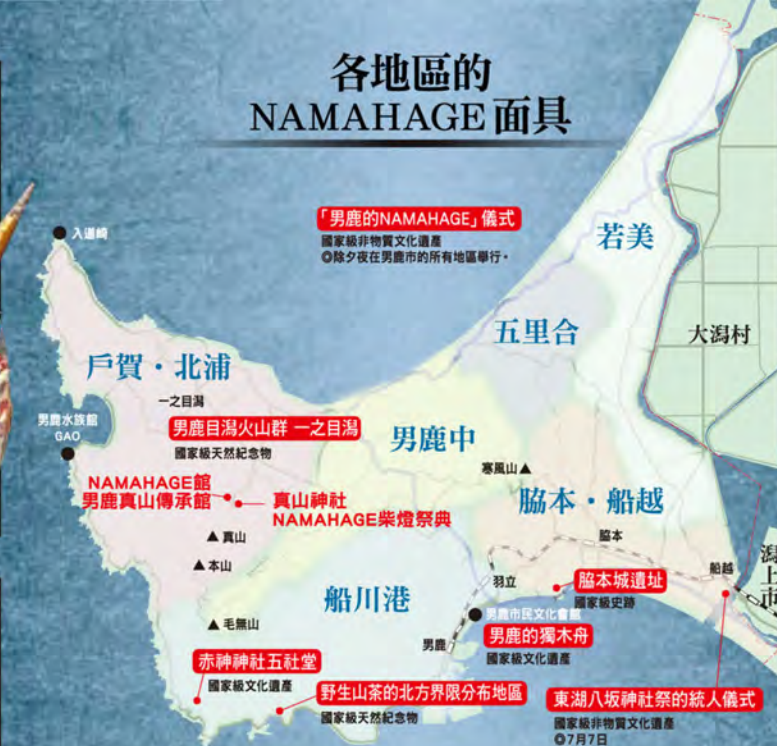 各地區的
NAMAHAGE 面具
「男鹿的NAMAHAGE」儀式
國家級非物質文化遺產
◎除夕夜在男鹿市的所有地區舉行。
入道崎
若美
五里合
大潟村
戶賀・北浦
一之目潟
男鹿水族館
GAO
男鹿目潟火山群 一之目潟
國家級天然紀念物
男鹿中
寒風山▲
NAMAHAGE館
男鹿真山傳承館
真山神社
NAMAHAGE柴燈祭典
脇本・船越
▲真山
▲本山
脇本
船越
潟上市
羽立
脇本城遺址
國家級史跡
船川港
▲毛無山
男鹿市民文化會館
男鹿
男鹿的獨木舟
國家級文化遺產
赤神神社五社堂
國家級文化遺產
野生山茶的北方界限分布地區
國家級天然紀念物
東湖八坂神社祭的統人儀式
國家級非物質文化遺產
◎7月7日